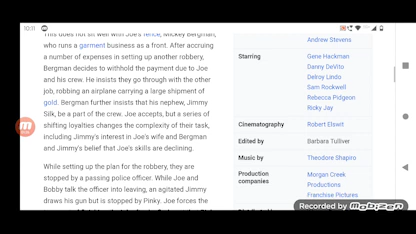 10:11
This does not sit well with Joe's fence, Mickey Bergman,
who runs a garment business as a front. After accruing
a number of expenses in setting up another robbery,
Bergman decides to withhold the payment due to Joe
and his crew. He insists they go through with the other
job, robbing an airplane carrying a large shipment of
gold. Bergman further insists that his nephew, Jimmy
Silk, be a part of the crew. Joe accepts, but a series of
shifting loyalties changes the complexity of their task,
including Jimmy's interest in Joe's wife and Bergman
and Jimmy's belief that Joe's skills are declining.
While setting up the plan for the robbery, they are
stopped by a passing police officer. While Joe and
Bobby talk the officer into leaving, an agitated Jimmy
draws his gun but is stopped by Pinky. Joe forces the
Andrew Stevens
Starring
Gene Hackman
Danny DeVito
Delroy Lindo
Sam Rockwell
Rebecca Pidgeon
Ricky Jay
Cinematography
Robert Elswit
Edited by
Barbara Tulliver
Music by
Theodore Shapiro
Production
companies
Morgan Creek
Productions
Franchise Pictures
Recorded by Mobizen